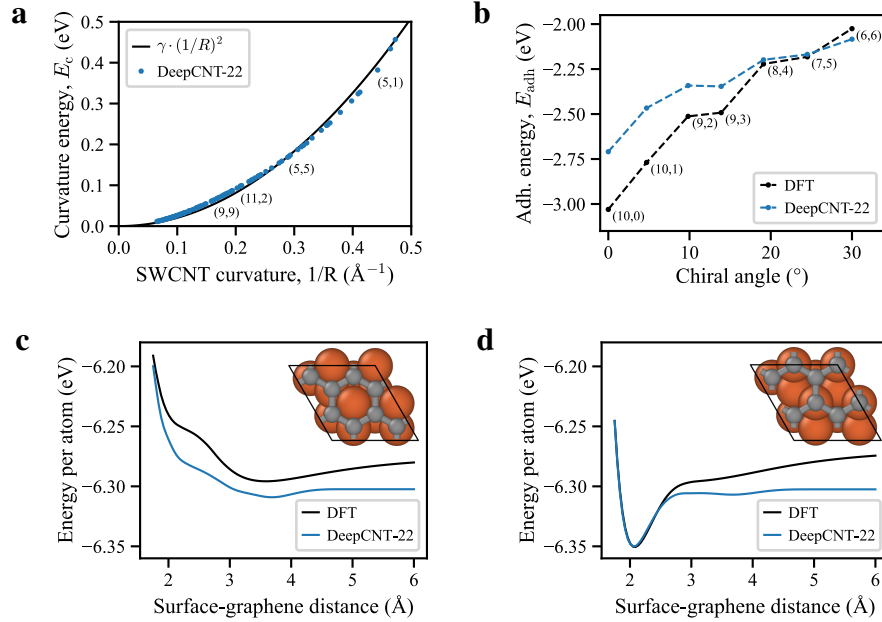 a
Curvature energy, E_c (eV)
0.5
0.4
0.3
0.2
0.1
0.0
γ · (1/R)²
DeepCNT-22
(5,1)
(5,5)
(11,2)
(9,9)
0.0 0.1 0.2 0.3 0.4 0.5
SWCNT curvature, 1/R (Å⁻¹)
b
Adh. energy, E_adh (eV)
−2.00
−2.25
−2.50
−2.75
−3.00
(6,6)
(7,5)
(8,4)
(9,3)
(9,2)
(10,1)
(10,0)
DFT
DeepCNT-22
0 10 20 30
Chiral angle (°)
c
Energy per atom (eV)
−6.20
−6.25
−6.30
−6.35
DFT
DeepCNT-22
2 3 4 5 6
Surface-graphene distance (Å)
d
Energy per atom (eV)
−6.20
−6.25
−6.30
−6.35
DFT
DeepCNT-22
2 3 4 5 6
Surface-graphene distance (Å)